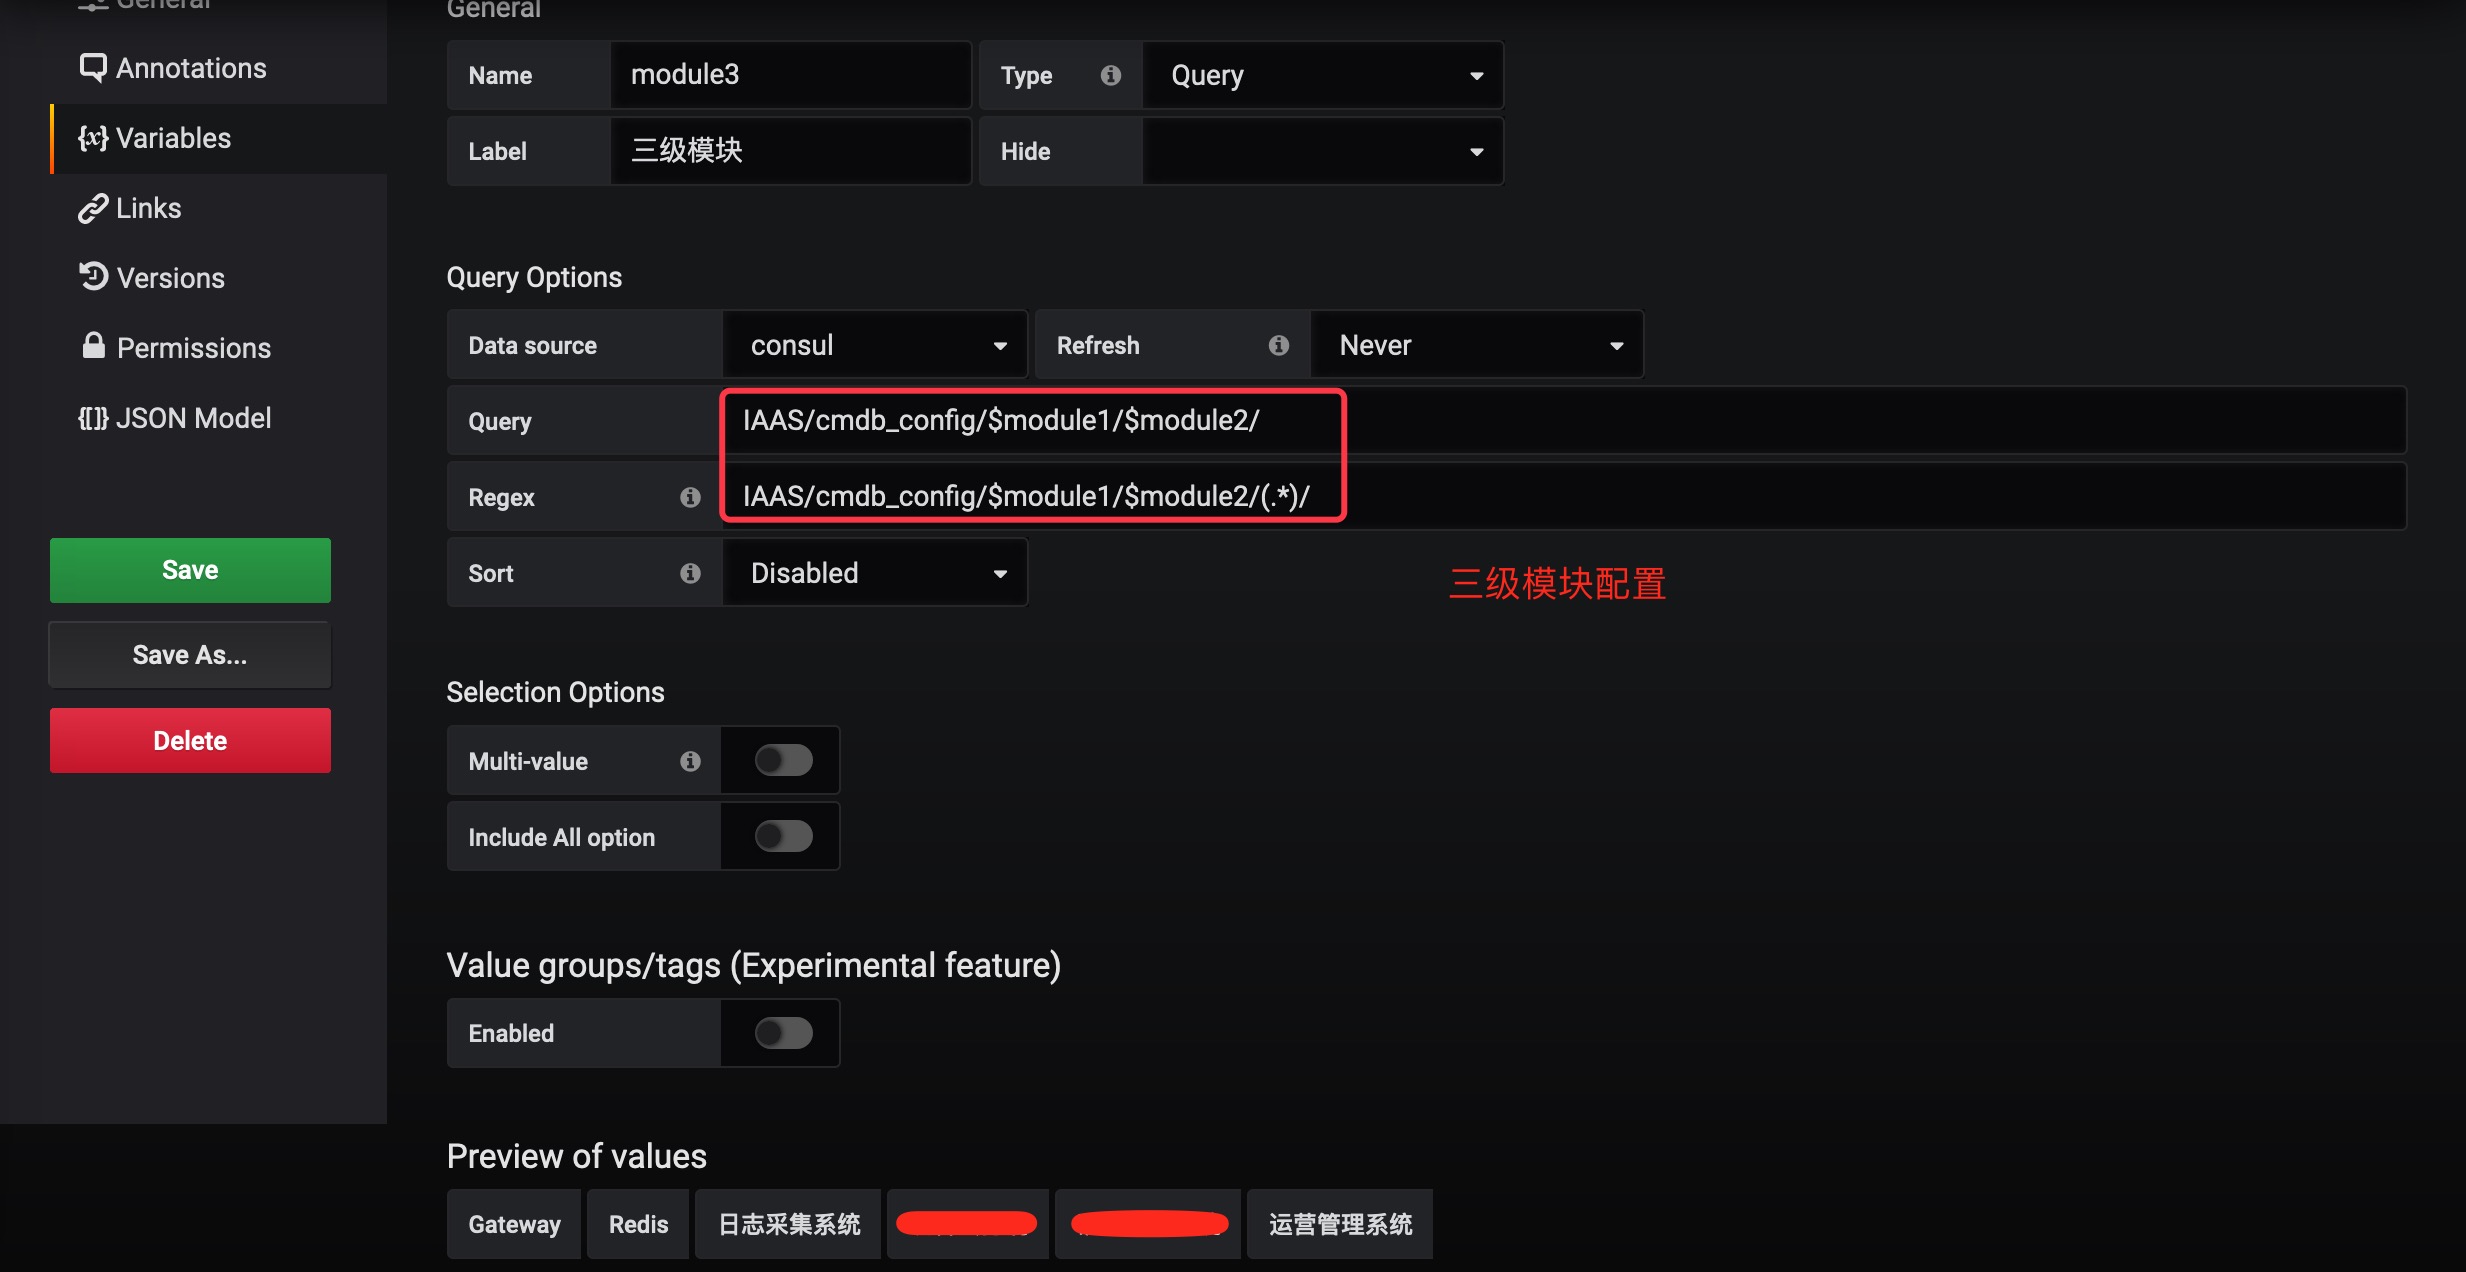 General
Annotations
{x} Variables
Links
Versions
Permissions
{[]} JSON Model
Save
Save As...
Delete
General
Name module3 Type Query
Label 三级模块 Hide
Query Options
Data source consul Refresh Never
Query IAAS/cmdb_config/$module1/$module2/
Regex IAAS/cmdb_config/$module1/$module2/(.*)/
Sort Disabled
三级模块配置
Selection Options
Multi-value
Include All option
Value groups/tags (Experimental feature)
Enabled
Preview of values
Gateway Redis 日志采集系统 运营管理系统